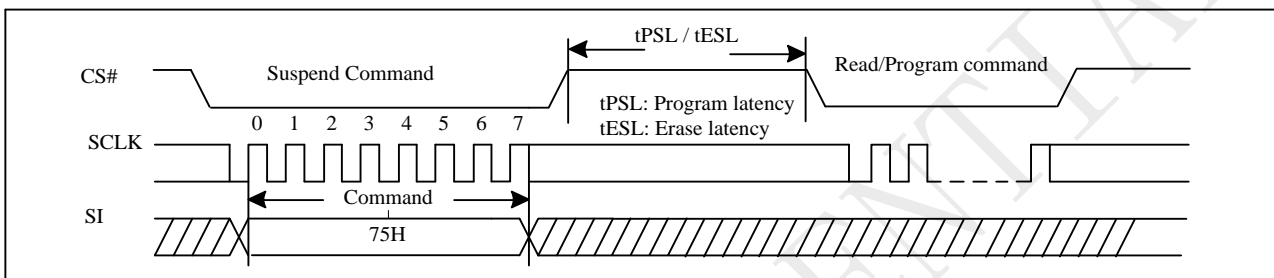 tPSL / tESL
CS#
Suspend Command
Read/Program command
tPSL: Program latency
tESL: Erase latency
0 1 2 3 4 5 6 7
SCLK
Command
SI
75H